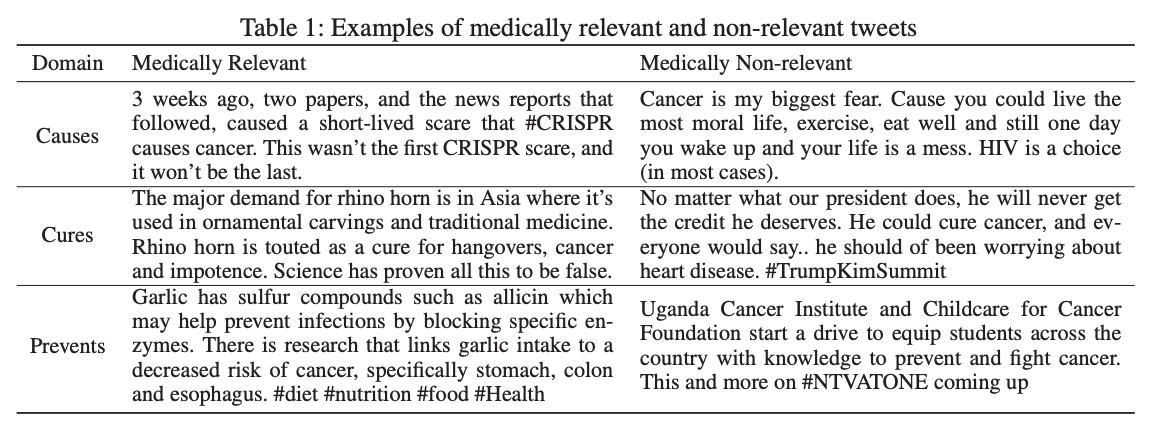 Table 1: Examples of medically relevant and non-relevant tweets
Domain Medically Relevant Medically Non-relevant
Causes
3 weeks ago, two papers, and the news reports that
followed, caused a short-lived scare that #CRISPR
causes cancer. This wasn't the first CRISPR scare, and
it won't be the last.
Cancer is my biggest fear. Cause you could live the
most moral life, exercise, eat well and still one day
you wake up and your life is a mess. HIV is a choice
(in most cases).
Cures
The major demand for rhino horn is in Asia where it's
used in ornamental carvings and traditional medicine.
Rhino horn is touted as a cure for hangovers, cancer
and impotence. Science has proven all this to be false.
No matter what our president does, he will never get
the credit he deserves. He could cure cancer, and ev-
eryone would say.. he should of been worrying about
heart disease. #TrumpKimSummit
Prevents
Garlic has sulfur compounds such as allicin which
may help prevent infections by blocking specific en-
zymes. There is research that links garlic intake to a
decreased risk of cancer, specifically stomach, colon
and esophagus. #diet #nutrition #food #Health
Uganda Cancer Institute and Childcare for Cancer
Foundation start a drive to equip students across the
country with knowledge to prevent and fight cancer.
This and more on #NTVATONE coming up